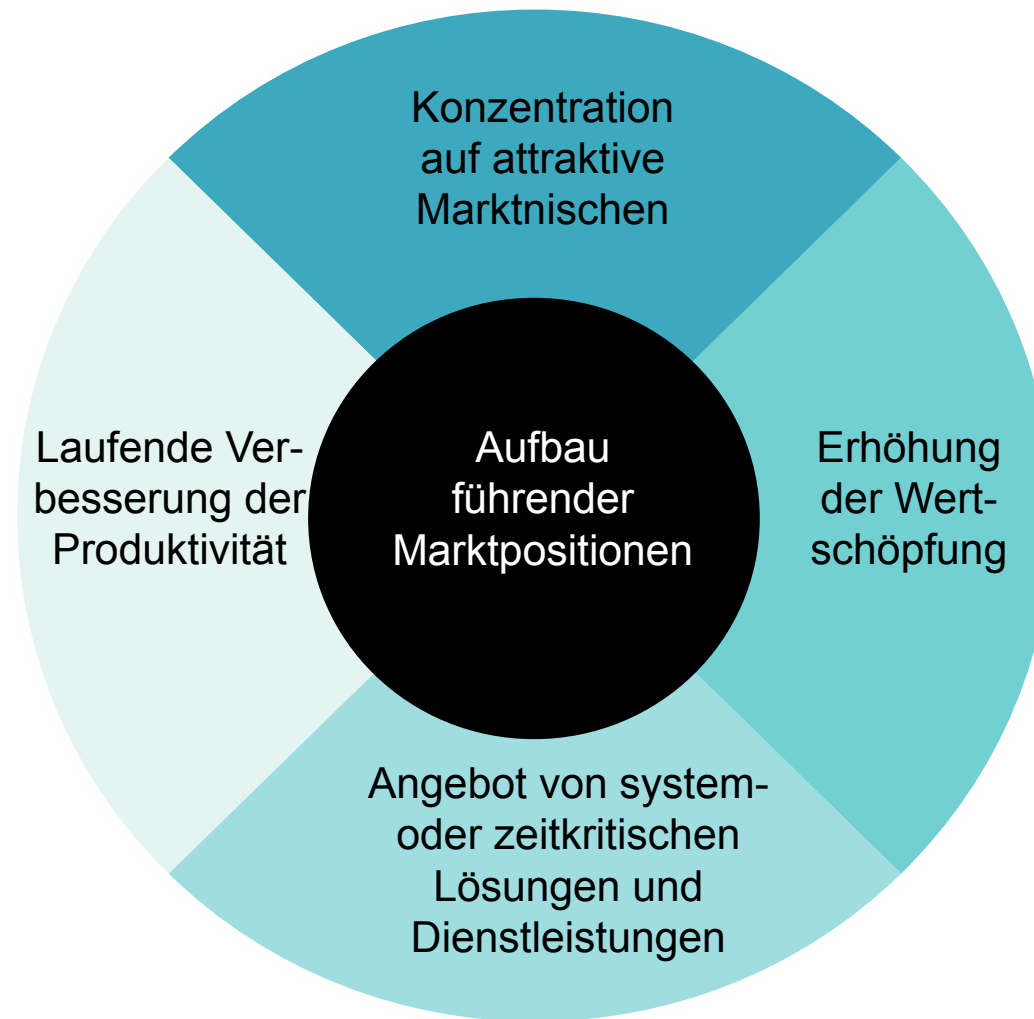 Konzentration
auf attraktive
Marktnischen
Laufende Ver-
besserung der
Produktivität
Aufbau
führender
Marktpositionen
Erhöhung
der Wert-
schöpfung
Angebot von system-
oder zeitkritischen
Lösungen und
Dienstleistungen